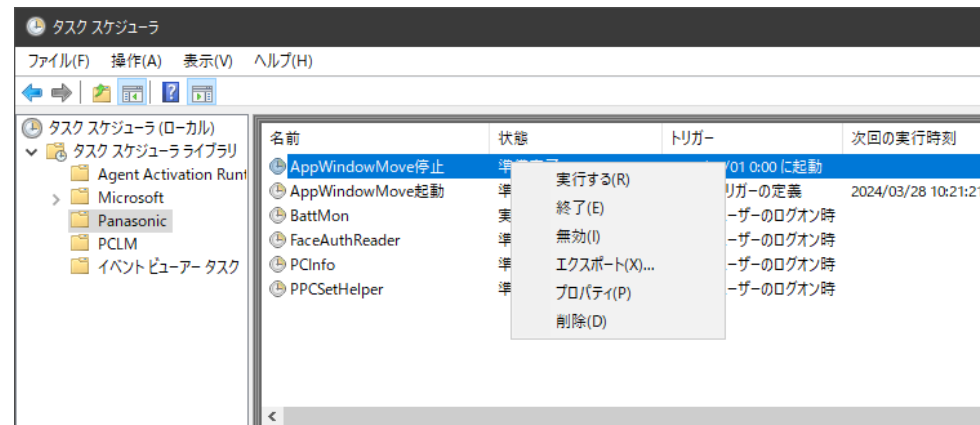 タスク スケジューラ
ファイル(F) 操作(A) 表示(V) ヘルプ(H)
タスク スケジューラ (ローカル)
タスク スケジューラ ライブラリ
Agent Activation Runt
Microsoft
Panasonic
PCLM
イベント ビューアー タスク
名前 状態 トリガー 次回の実行時刻
AppWindowMove停止 /01 0:00 に起動
AppWindowMove起動 準 リガーの定義 2024/03/28 10:21:21
BattMon 実 ーザーのログオン時
FaceAuthReader 準 ーザーのログオン時
PCInfo 準 ーザーのログオン時
PPCSetHelper 準 ーザーのログオン時
実行する(R)
終了(E)
無効(I)
エクスポート(X)...
プロパティ(P)
削除(D)